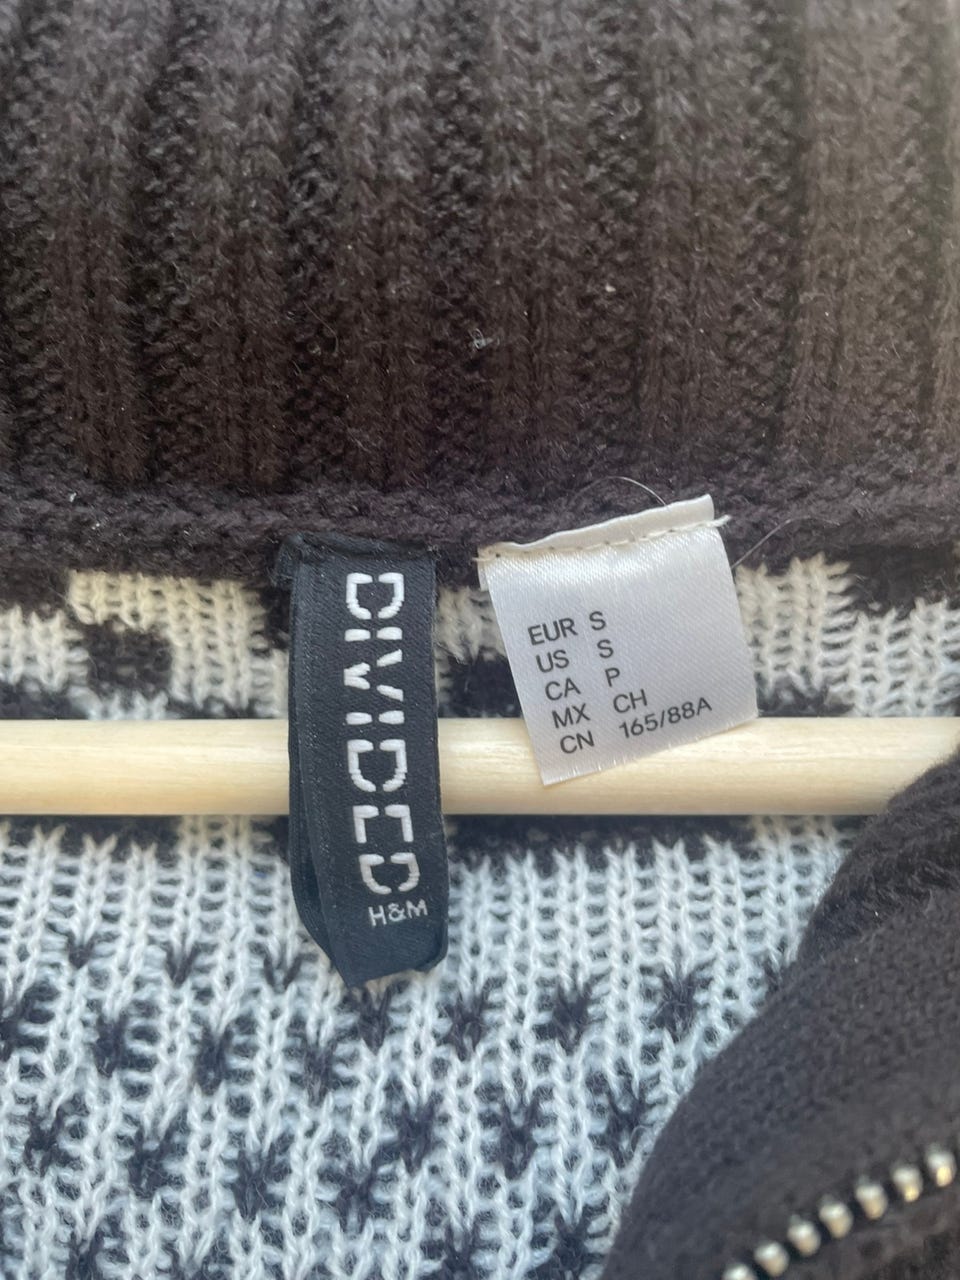 DIVIDED
H&M
EUR S
US S
CA P
MX CH
CN 165/88A